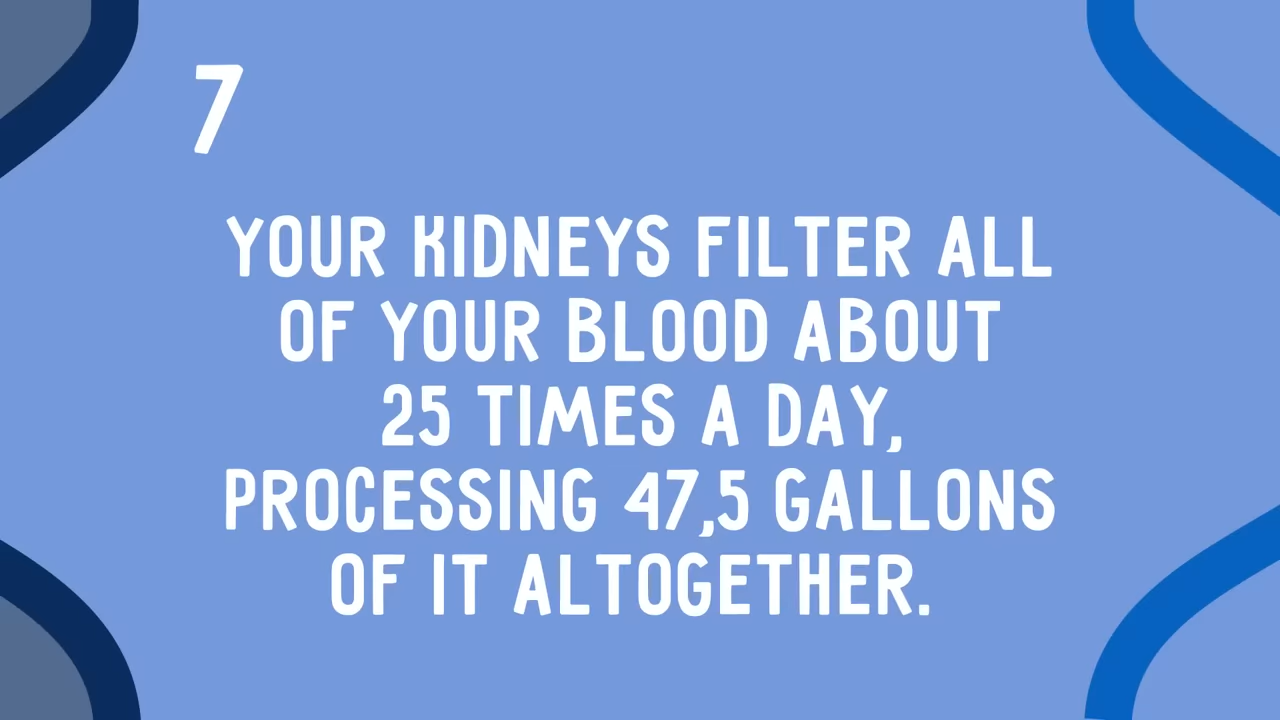 7
YOUR KIDNEYS FILTER ALL
OF YOUR BLOOD ABOUT
25 TIMES A DAY,
PROCESSING 47,5 GALLONS
OF IT ALTOGETHER.